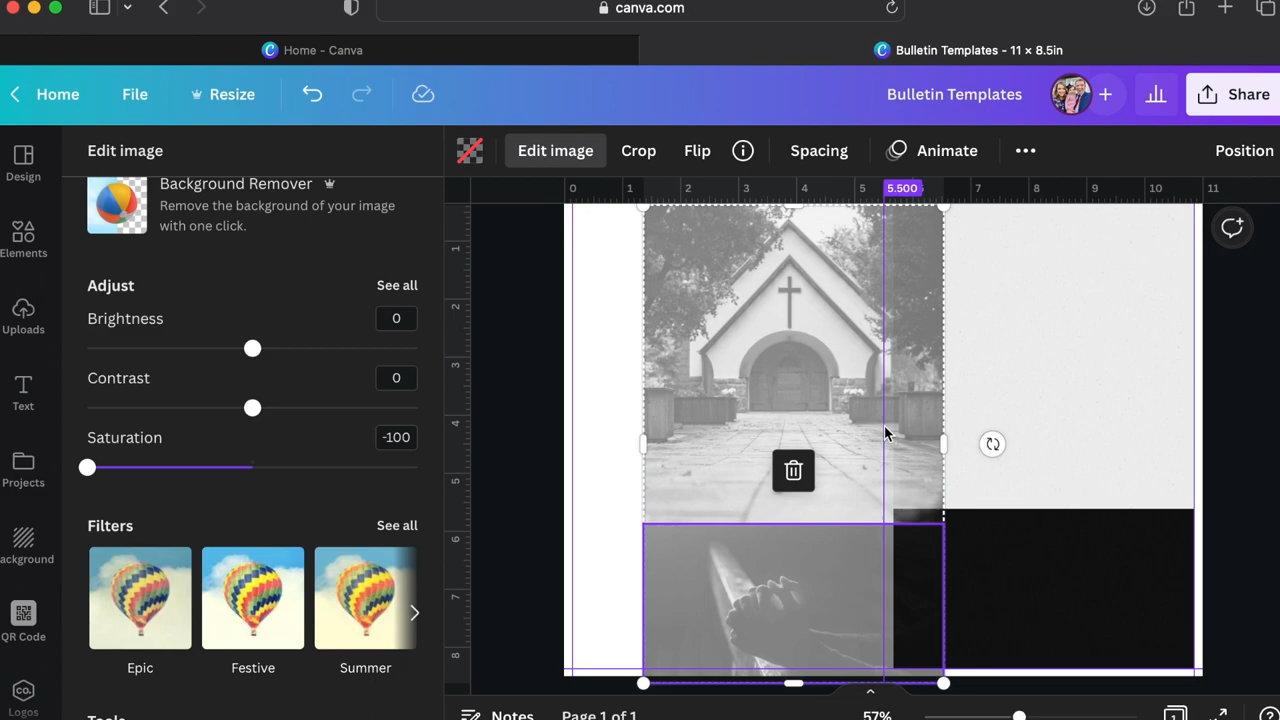 canva.com
Home - Canva
Bulletin Templates - 11 × 8.5in
Home
File
Resize
Bulletin Templates
Share
Edit image
Edit image
Crop
Flip
Spacing
Animate
Position
Design
Elements
Uploads
Text
Projects
ackground
QR Code
Logos
Background Remover
Remove the background of your image
with one click.
Adjust
See all
Brightness
0
Contrast
0
Saturation
-100
Filters
See all
Epic
Festive
Summer
0 1 2 3 4 5 5.500 7 8 9 10 11
1
2
3
4
5
6
7
8
Notes
Page 1 of 1
57%
1
CO.